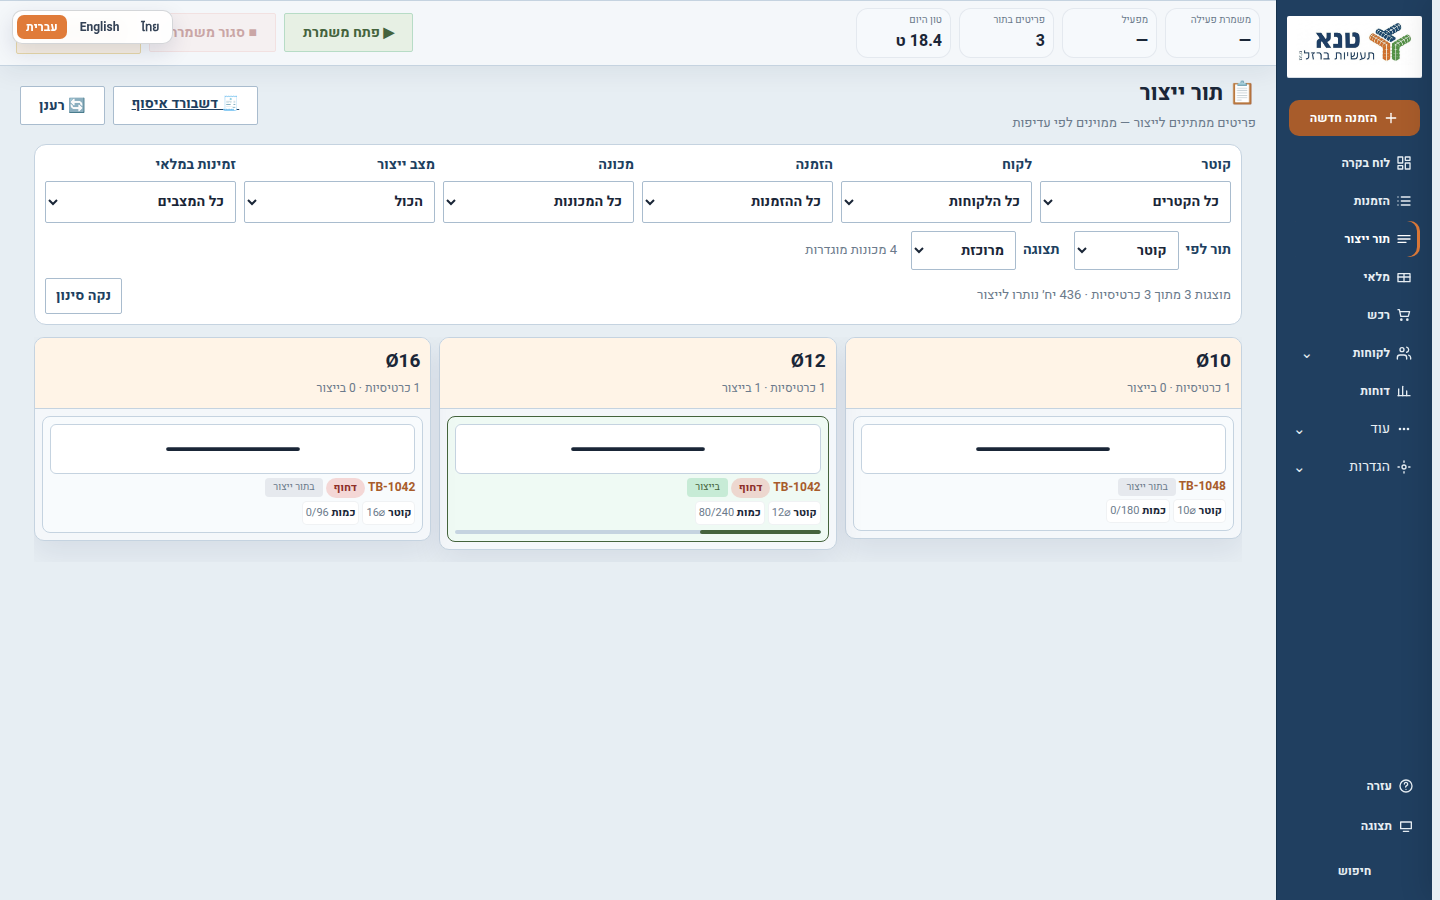 טנא
תעשיות ברזל
הזמנה חדשה
לוח בקרה
הזמנות
תור ייצור
מלאי
רכש
לקוחות
דוחות
עוד
הגדרות
עזרה
תצוגה
חיפוש
משמרת פעילה
—
מפעיל
—
פריטים בתור
3
טון היום
18.4 ט
▶ פתח משמרת
■ סגור משמרת
עברית English ไทย
📋 תור ייצור
פריטים ממתינים לייצור — ממוינים לפי עדיפות
🧾 דשבורד איסוף
🔄 רענן
קוטר
כל הקטרים
לקוח
כל הלקוחות
הזמנה
כל ההזמנות
מכונה
כל המכונות
מצב ייצור
הכול
זמינות במלאי
כל המצבים
תור לפי קוטר תצוגה מרוכזת 4 מכונות מוגדרות
מוצגות 3 מתוך 3 כרטיסיות · 436 יח' נותרו לייצור
נקה סינון
Ø10
1 כרטיסיות · 0 בייצור
TB-1048 בתור ייצור
קוטר ⌀10 כמות 0/180
Ø12
1 כרטיסיות · 1 בייצור
TB-1042 דחוף בייצור
קוטר ⌀12 כמות 80/240
Ø16
1 כרטיסיות · 0 בייצור
TB-1042 דחוף בתור ייצור
קוטר ⌀16 כמות 0/96